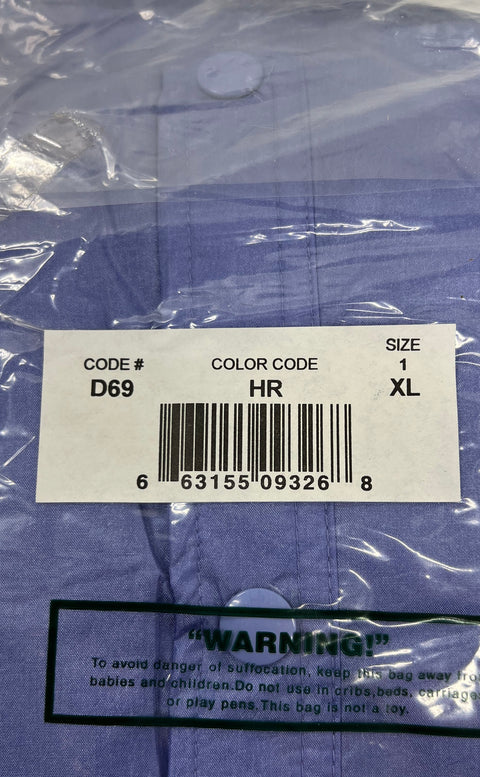 CODE # COLOR CODE SIZE
1
D69 HR XL
6 63155 09326 8
"WARNING!"
To avoid danger of suffocation, keep this bag away from
babies and children.Do not use in cribs,beds, carriages
or play pens.This bag is not a toy.